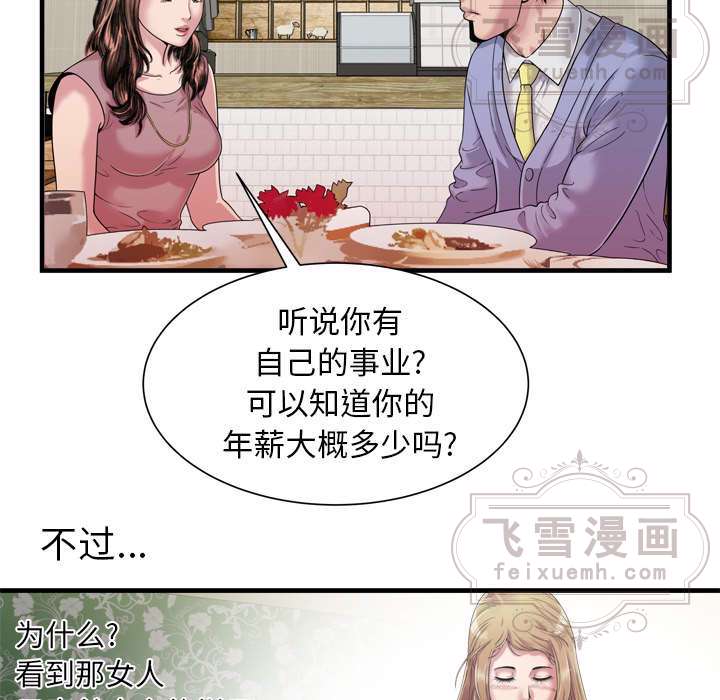 飞雪漫画
feixuemh.com
听说你有
自己的事业?
可以知道你的
年薪大概多少吗?
不过...
飞雪漫画
feixuemh.com
为什么?
看到那女人